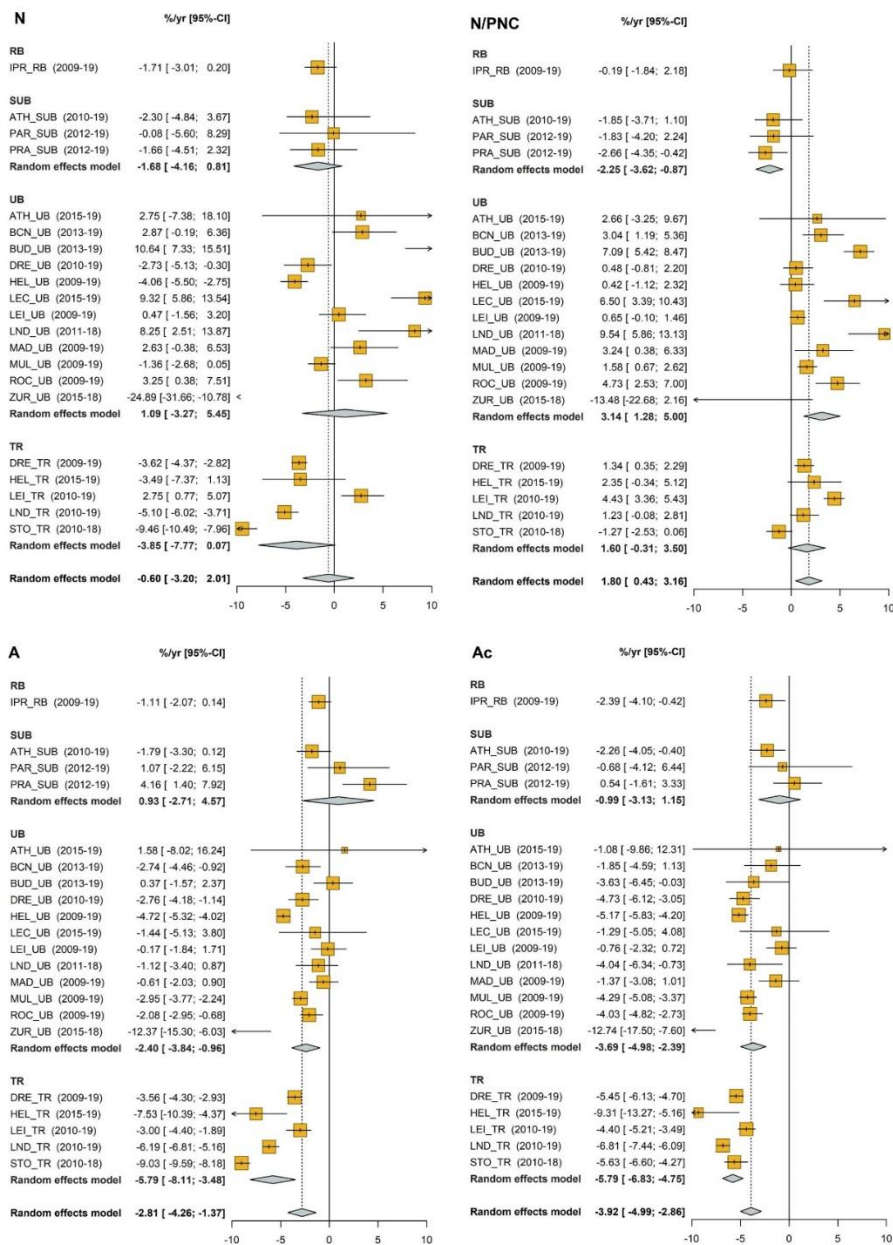 N
%/yr [95%-CI]
RB
IPR_RB (2009-19) -1.71 [ -3.01; 0.20]
SUB
ATH_SUB (2010-19) -2.30 [ -4.84; 3.67]
PAR_SUB (2012-19) -0.08 [ -5.60; 8.29]
PRA_SUB (2012-19) -1.66 [ -4.51; 2.32]
Random effects model -1.68 [ -4.16; 0.81]
UB
ATH_UB (2015-19) 2.75 [ -7.38; 18.10]
BCN_UB (2013-19) 2.87 [ -0.19; 6.36]
BUD_UB (2013-19) 10.64 [ 7.33; 15.51]
DRE_UB (2010-19) -2.73 [ -5.13; -0.30]
HEL_UB (2009-19) -4.06 [ -5.50; -2.75]
LEC_UB (2015-19) 9.32 [ 5.86; 13.54]
LEI_UB (2009-19) 0.47 [ -1.56; 3.20]
LND_UB (2011-18) 8.25 [ 2.51; 13.87]
MAD_UB (2009-19) 2.63 [ -0.38; 6.53]
MUL_UB (2009-19) -1.36 [ -2.68; 0.05]
ROC_UB (2009-19) 3.25 [ 0.38; 7.51]
ZUR_UB (2015-18) -24.89 [-31.66; -10.78]
Random effects model 1.09 [ -3.27; 5.45]
TR
DRE_TR (2009-19) -3.62 [ -4.37; -2.82]
HEL_TR (2015-19) -3.49 [ -7.37; 1.13]
LEI_TR (2010-19) 2.75 [ 0.77; 5.07]
LND_TR (2010-19) -5.10 [ -6.02; -3.71]
STO_TR (2010-18) -9.46 [-10.49; -7.96]
Random effects model -3.85 [ -7.77; 0.07]
Random effects model -0.60 [ -3.20; 2.01]
-10 -5 0 5 10
N/PNC
%/yr [95%-CI]
RB
IPR_RB (2009-19) -0.19 [ -1.84; 2.18]
SUB
ATH_SUB (2010-19) -1.85 [ -3.71; 1.10]
PAR_SUB (2012-19) -1.83 [ -4.20; 2.24]
PRA_SUB (2012-19) -2.66 [ -4.35; -0.42]
Random effects model -2.25 [ -3.62; -0.87]
UB
ATH_UB (2015-19) 2.66 [ -3.25; 9.67]
BCN_UB (2013-19) 3.04 [ 1.19; 5.36]
BUD_UB (2013-19) 7.09 [ 5.42; 8.47]
DRE_UB (2010-19) 0.48 [ -0.81; 2.20]
HEL_UB (2009-19) 0.42 [ -1.12; 2.32]
LEC_UB (2015-19) 6.50 [ 3.39; 10.43]
LEI_UB (2009-19) 0.65 [ -0.10; 1.46]
LND_UB (2011-18) 9.54 [ 5.86; 13.13]
MAD_UB (2009-19) 3.24 [ 0.38; 6.33]
MUL_UB (2009-19) 1.58 [ 0.67; 2.62]
ROC_UB (2009-19) 4.73 [ 2.53; 7.00]
ZUR_UB (2015-18) -13.48 [-22.68; 2.16]
Random effects model 3.14 [ 1.28; 5.00]
TR
DRE_TR (2009-19) 1.34 [ 0.35; 2.29]
HEL_TR (2015-19) 2.35 [ -0.34; 5.12]
LEI_TR (2010-19) 4.43 [ 3.36; 5.43]
LND_TR (2010-19) 1.23 [ -0.08; 2.81]
STO_TR (2010-18) -1.27 [ -2.53; 0.06]
Random effects model 1.60 [ -0.31; 3.50]
Random effects model 1.80 [ 0.43; 3.16]
-10 -5 0 5 10
A
%/yr [95%-CI]
RB
IPR_RB (2009-19) -1.11 [ -2.07; 0.14]
SUB
ATH_SUB (2010-19) -1.79 [ -3.30; 0.12]
PAR_SUB (2012-19) 1.07 [ -2.22; 6.15]
PRA_SUB (2012-19) 4.16 [ 1.40; 7.92]
Random effects model 0.93 [ -2.71; 4.57]
UB
ATH_UB (2015-19) 1.58 [ -8.02; 16.24]
BCN_UB (2013-19) -2.74 [ -4.46; -0.92]
BUD_UB (2013-19) 0.37 [ -1.57; 2.37]
DRE_UB (2010-19) -2.76 [ -4.18; -1.14]
HEL_UB (2009-19) -4.72 [ -5.32; -4.02]
LEC_UB (2015-19) -1.44 [ -5.13; 3.80]
LEI_UB (2009-19) -0.17 [ -1.84; 1.71]
LND_UB (2011-18) -1.12 [ -3.40; 0.87]
MAD_UB (2009-19) -0.61 [ -2.03; 0.90]
MUL_UB (2009-19) -2.95 [ -3.77; -2.24]
ROC_UB (2009-19) -2.08 [ -2.95; -0.68]
ZUR_UB (2015-18) -12.37 [-15.30; -6.03]
Random effects model -2.40 [ -3.84; -0.96]
TR
DRE_TR (2009-19) -3.56 [ -4.30; -2.93]
HEL_TR (2015-19) -7.53 [-10.39; -4.37]
LEI_TR (2010-19) -3.00 [ -4.40; -1.89]
LND_TR (2010-19) -6.19 [ -6.81; -5.16]
STO_TR (2010-18) -9.03 [ -9.59; -8.18]
Random effects model -5.79 [ -8.11; -3.48]
Random effects model -2.81 [ -4.26; -1.37]
-10 -5 0 5 10
Ac
%/yr [95%-CI]
RB
IPR_RB (2009-19) -2.39 [ -4.10; -0.42]
SUB
ATH_SUB (2010-19) -2.26 [ -4.05; -0.40]
PAR_SUB (2012-19) -0.68 [ -4.12; 6.44]
PRA_SUB (2012-19) 0.54 [ -1.61; 3.33]
Random effects model -0.99 [ -3.13; 1.15]
UB
ATH_UB (2015-19) -1.08 [ -9.86; 12.31]
BCN_UB (2013-19) -1.85 [ -4.59; 1.13]
BUD_UB (2013-19) -3.63 [ -6.45; -0.03]
DRE_UB (2010-19) -4.73 [ -6.12; -3.05]
HEL_UB (2009-19) -5.17 [ -5.83; -4.20]
LEC_UB (2015-19) -1.29 [ -5.05; 4.08]
LEI_UB (2009-19) -0.76 [ -2.32; 0.72]
LND_UB (2011-18) -4.04 [ -6.34; -0.73]
MAD_UB (2009-19) -1.37 [ -3.08; 1.01]
MUL_UB (2009-19) -4.29 [ -5.08; -3.37]
ROC_UB (2009-19) -4.03 [ -4.82; -2.73]
ZUR_UB (2015-18) -12.74 [-17.50; -7.60]
Random effects model -3.69 [ -4.98; -2.39]
TR
DRE_TR (2009-19) -5.45 [ -6.13; -4.70]
HEL_TR (2015-19) -9.31 [-13.27; -5.16]
LEI_TR (2010-19) -4.40 [ -5.21; -3.49]
LND_TR (2010-19) -6.81 [ -7.44; -6.09]
STO_TR (2010-18) -5.63 [ -6.60; -4.27]
Random effects model -5.79 [ -6.83; -4.75]
Random effects model -3.92 [ -4.99; -2.86]
-10 -5 0 5 10